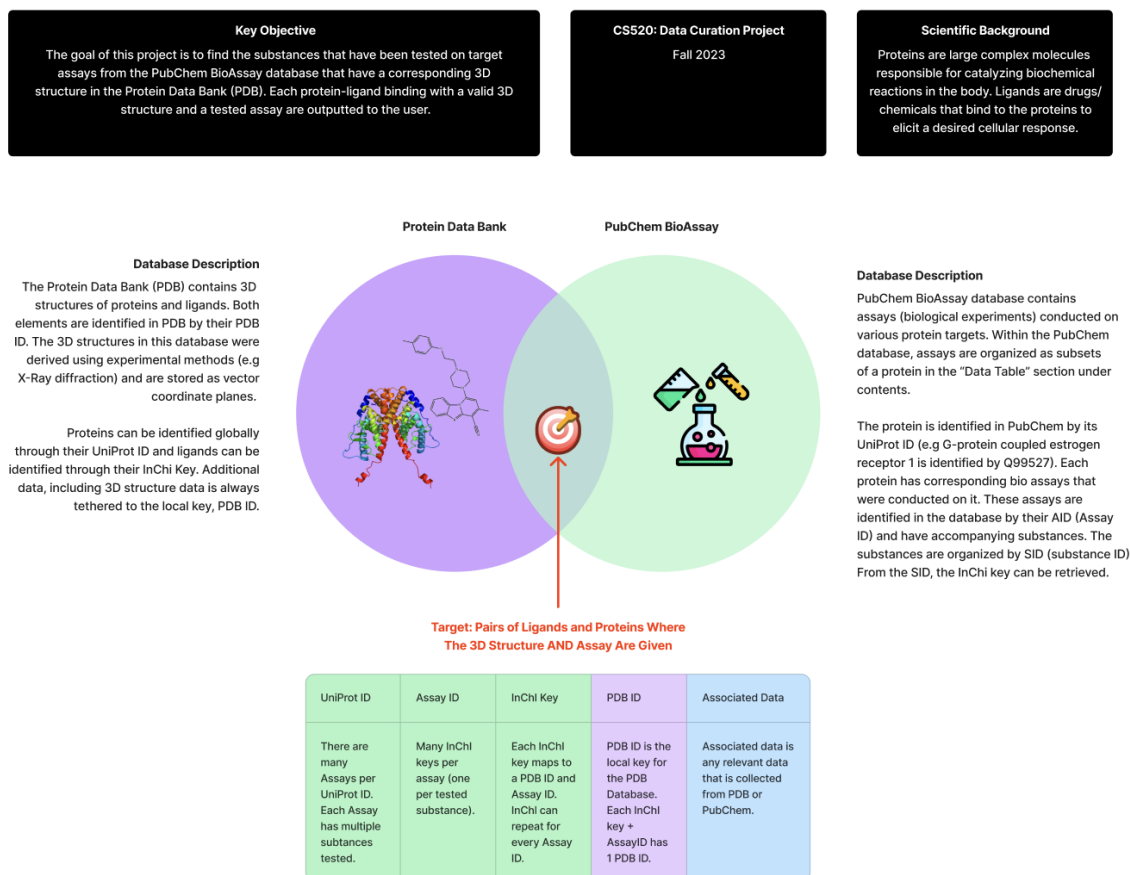 Key Objective
The goal of this project is to find the substances that have been tested on target
assays from the PubChem BioAssay database that have a corresponding 3D
structure in the Protein Data Bank (PDB). Each protein-ligand binding with a valid 3D
structure and a tested assay are outputted to the user.
CS520: Data Curation Project
Fall 2023
Scientific Background
Proteins are large complex molecules
responsible for catalyzing biochemical
reactions in the body. Ligands are drugs/
chemicals that bind to the proteins to
elicit a desired cellular response.
Protein Data Bank
PubChem BioAssay
Database Description
The Protein Data Bank (PDB) contains 3D
structures of proteins and ligands. Both
elements are identified in PDB by their PDB
ID. The 3D structures in this database were
derived using experimental methods (e.g
X-Ray diffraction) and are stored as vector
coordinate planes.
Proteins can be identified globally
through their UniProt ID and ligands can be
identified through their InChi Key. Additional
data, including 3D structure data is always
tethered to the local key, PDB ID.
Database Description
PubChem BioAssay database contains
assays (biological experiments) conducted on
various protein targets. Within the PubChem
database, assays are organized as subsets
of a protein in the “Data Table” section under
contents.
The protein is identified in PubChem by its
UniProt ID (e.g G-protein coupled estrogen
receptor 1 is identified by Q99527). Each
protein has corresponding bio assays that
were conducted on it. These assays are
identified in the database by their AID (Assay
ID) and have accompanying substances. The
substances are organized by SID (substance ID)
From the SID, the InChi key can be retrieved.
Target: Pairs of Ligands and Proteins Where
The 3D Structure AND Assay Are Given
UniProt ID
Assay ID
InChI Key
PDB ID
Associated Data
There are
many
Assays per
UniProt ID.
Each Assay
has multiple
subtances
tested.
Many InChI
keys per
assay (one
per tested
substance).
Each InChI
key maps to
a PDB ID and
Assay ID.
InChI can
repeat for
every Assay
ID.
PDB ID is the
local key for
the PDB
Database.
Each InChI
key +
AssayID has
1 PDB ID.
Associated data is
any relevant data
that is collected
from PDB or
PubChem.